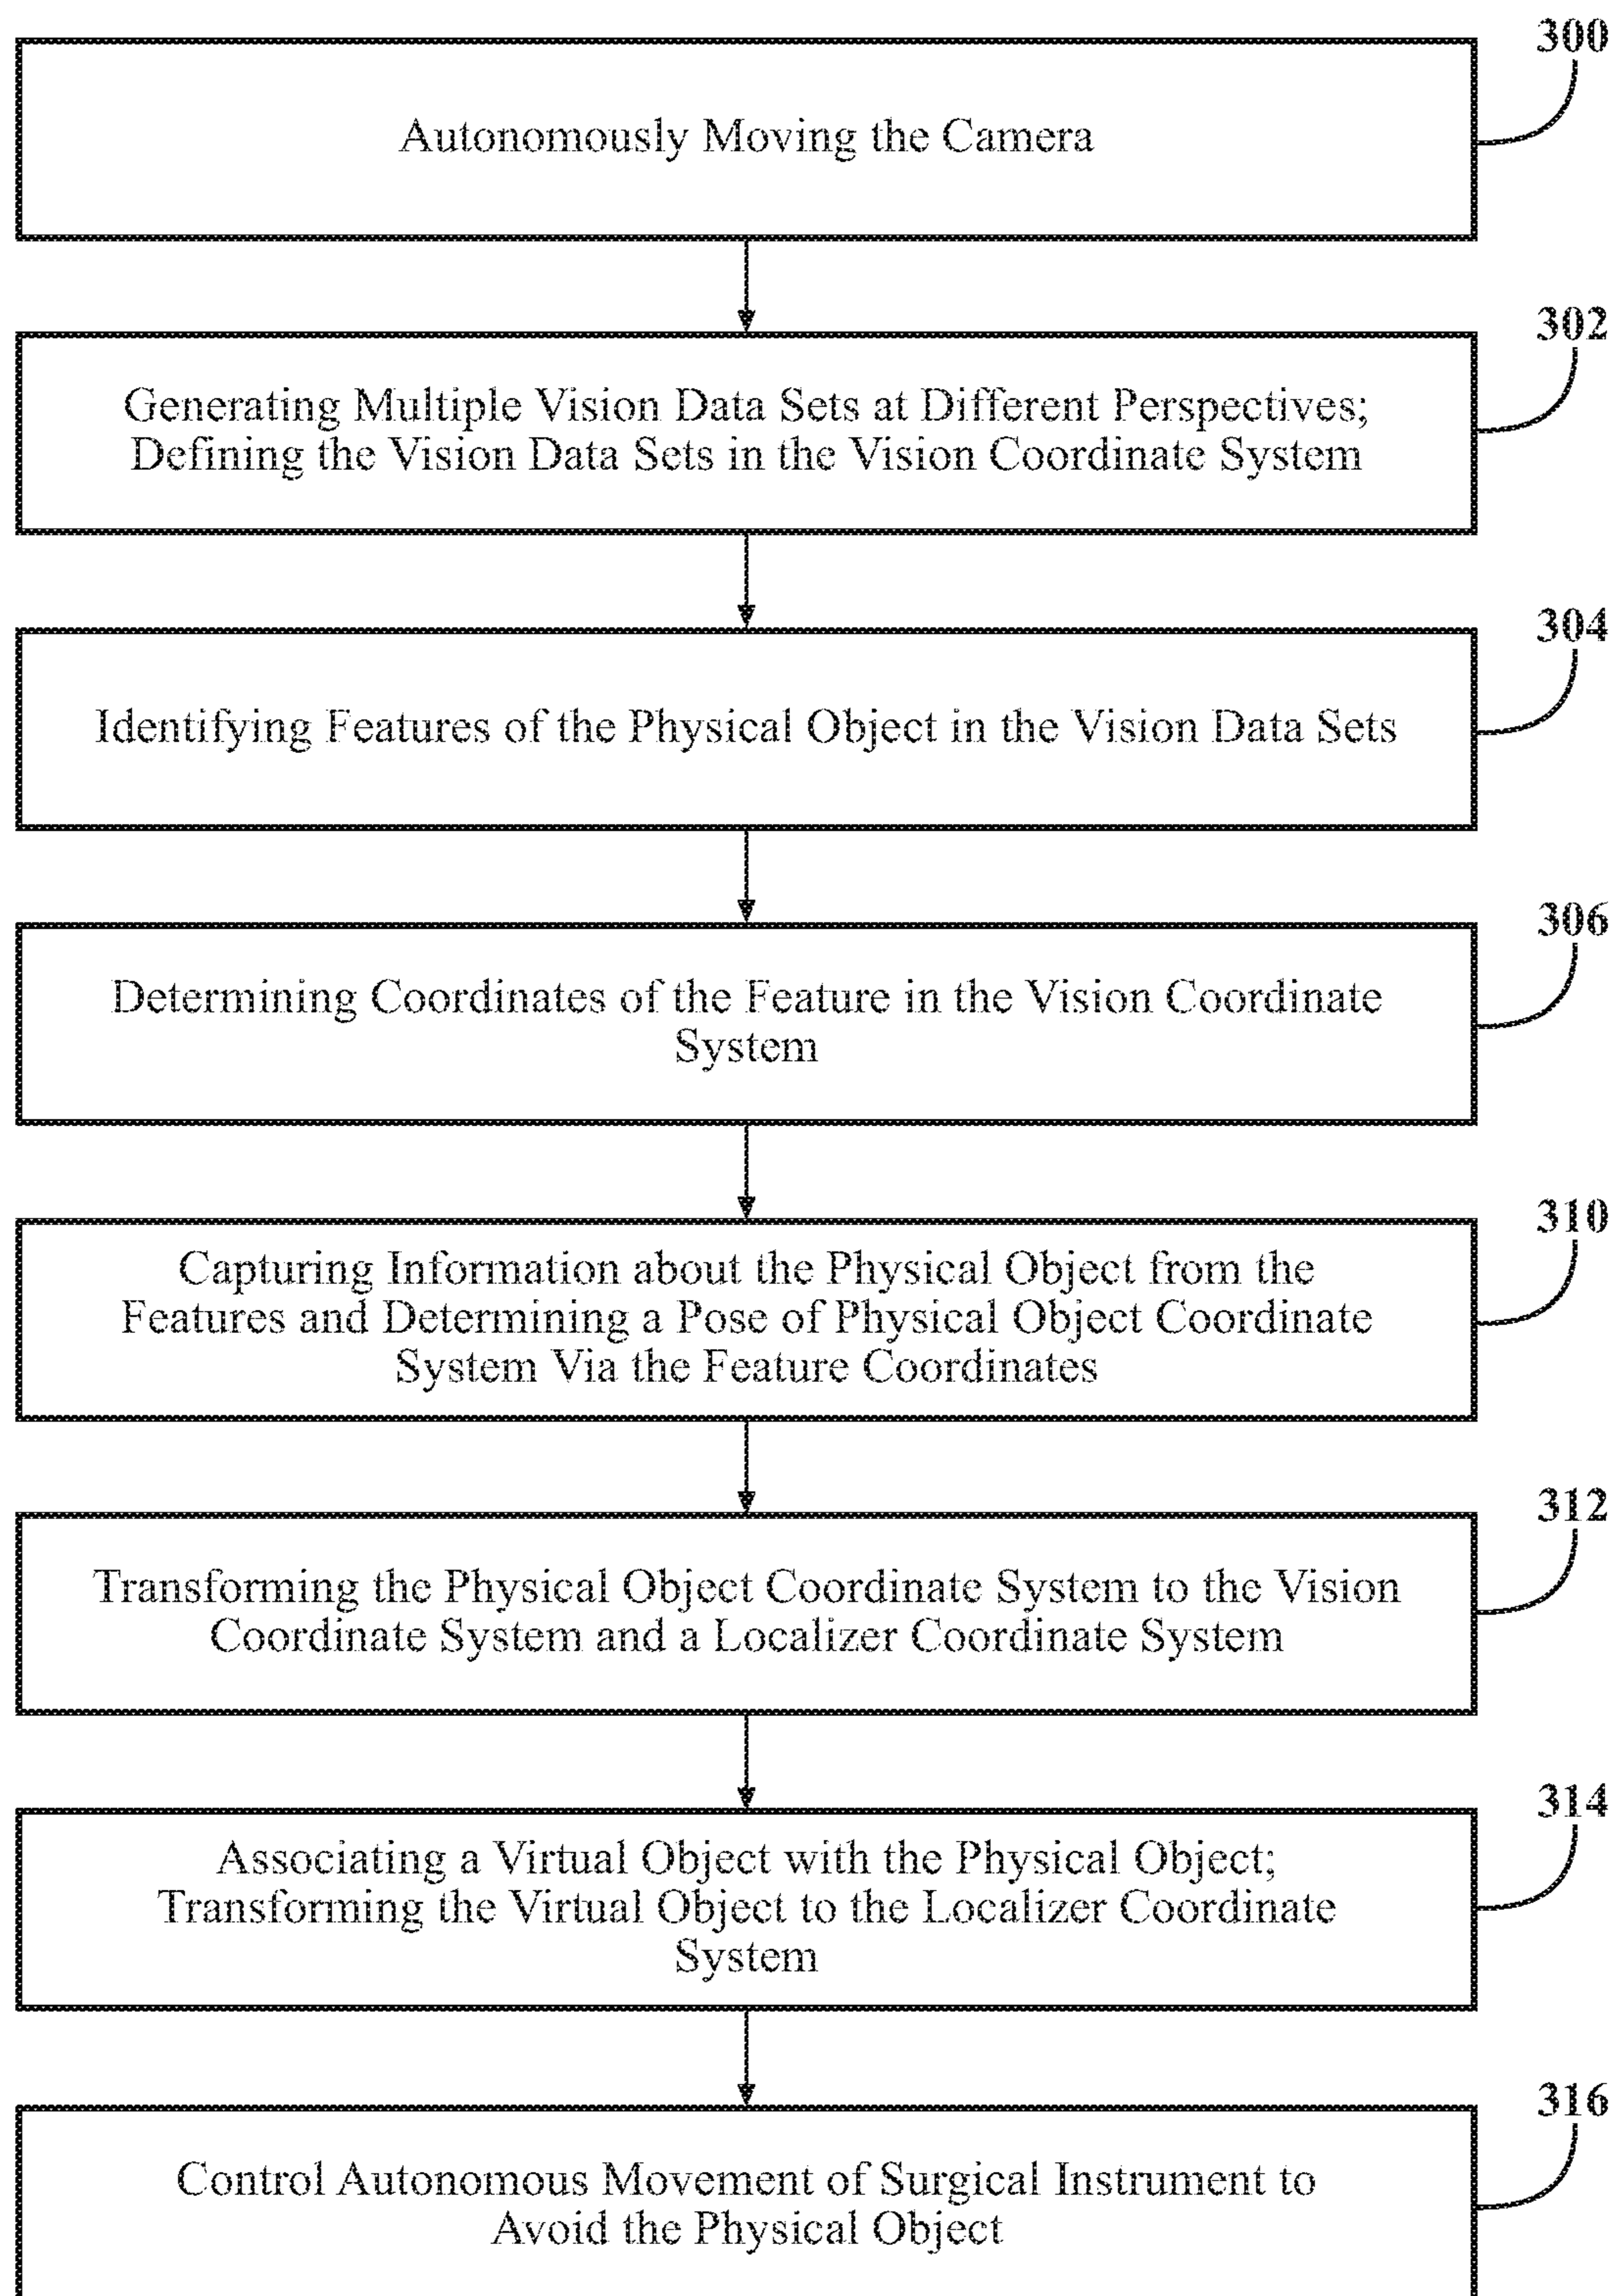 300
Autonomously Moving the Camera
302
Generating Multiple Vision Data Sets at Different Perspectives;
Defining the Vision Data Sets in the Vision Coordinate System
304
Identifying Features of the Physical Object in the Vision Data Sets
306
Determining Coordinates of the Feature in the Vision Coordinate
System
310
Capturing Information about the Physical Object from the
Features and Determining a Pose of Physical Object Coordinate
System Via the Feature Coordinates
312
Transforming the Physical Object Coordinate System to the Vision
Coordinate System and a Localizer Coordinate System
314
Associating a Virtual Object with the Physical Object;
Transforming the Virtual Object to the Localizer Coordinate
System
316
Control Autonomous Movement of Surgical Instrument to
Avoid the Physical Object